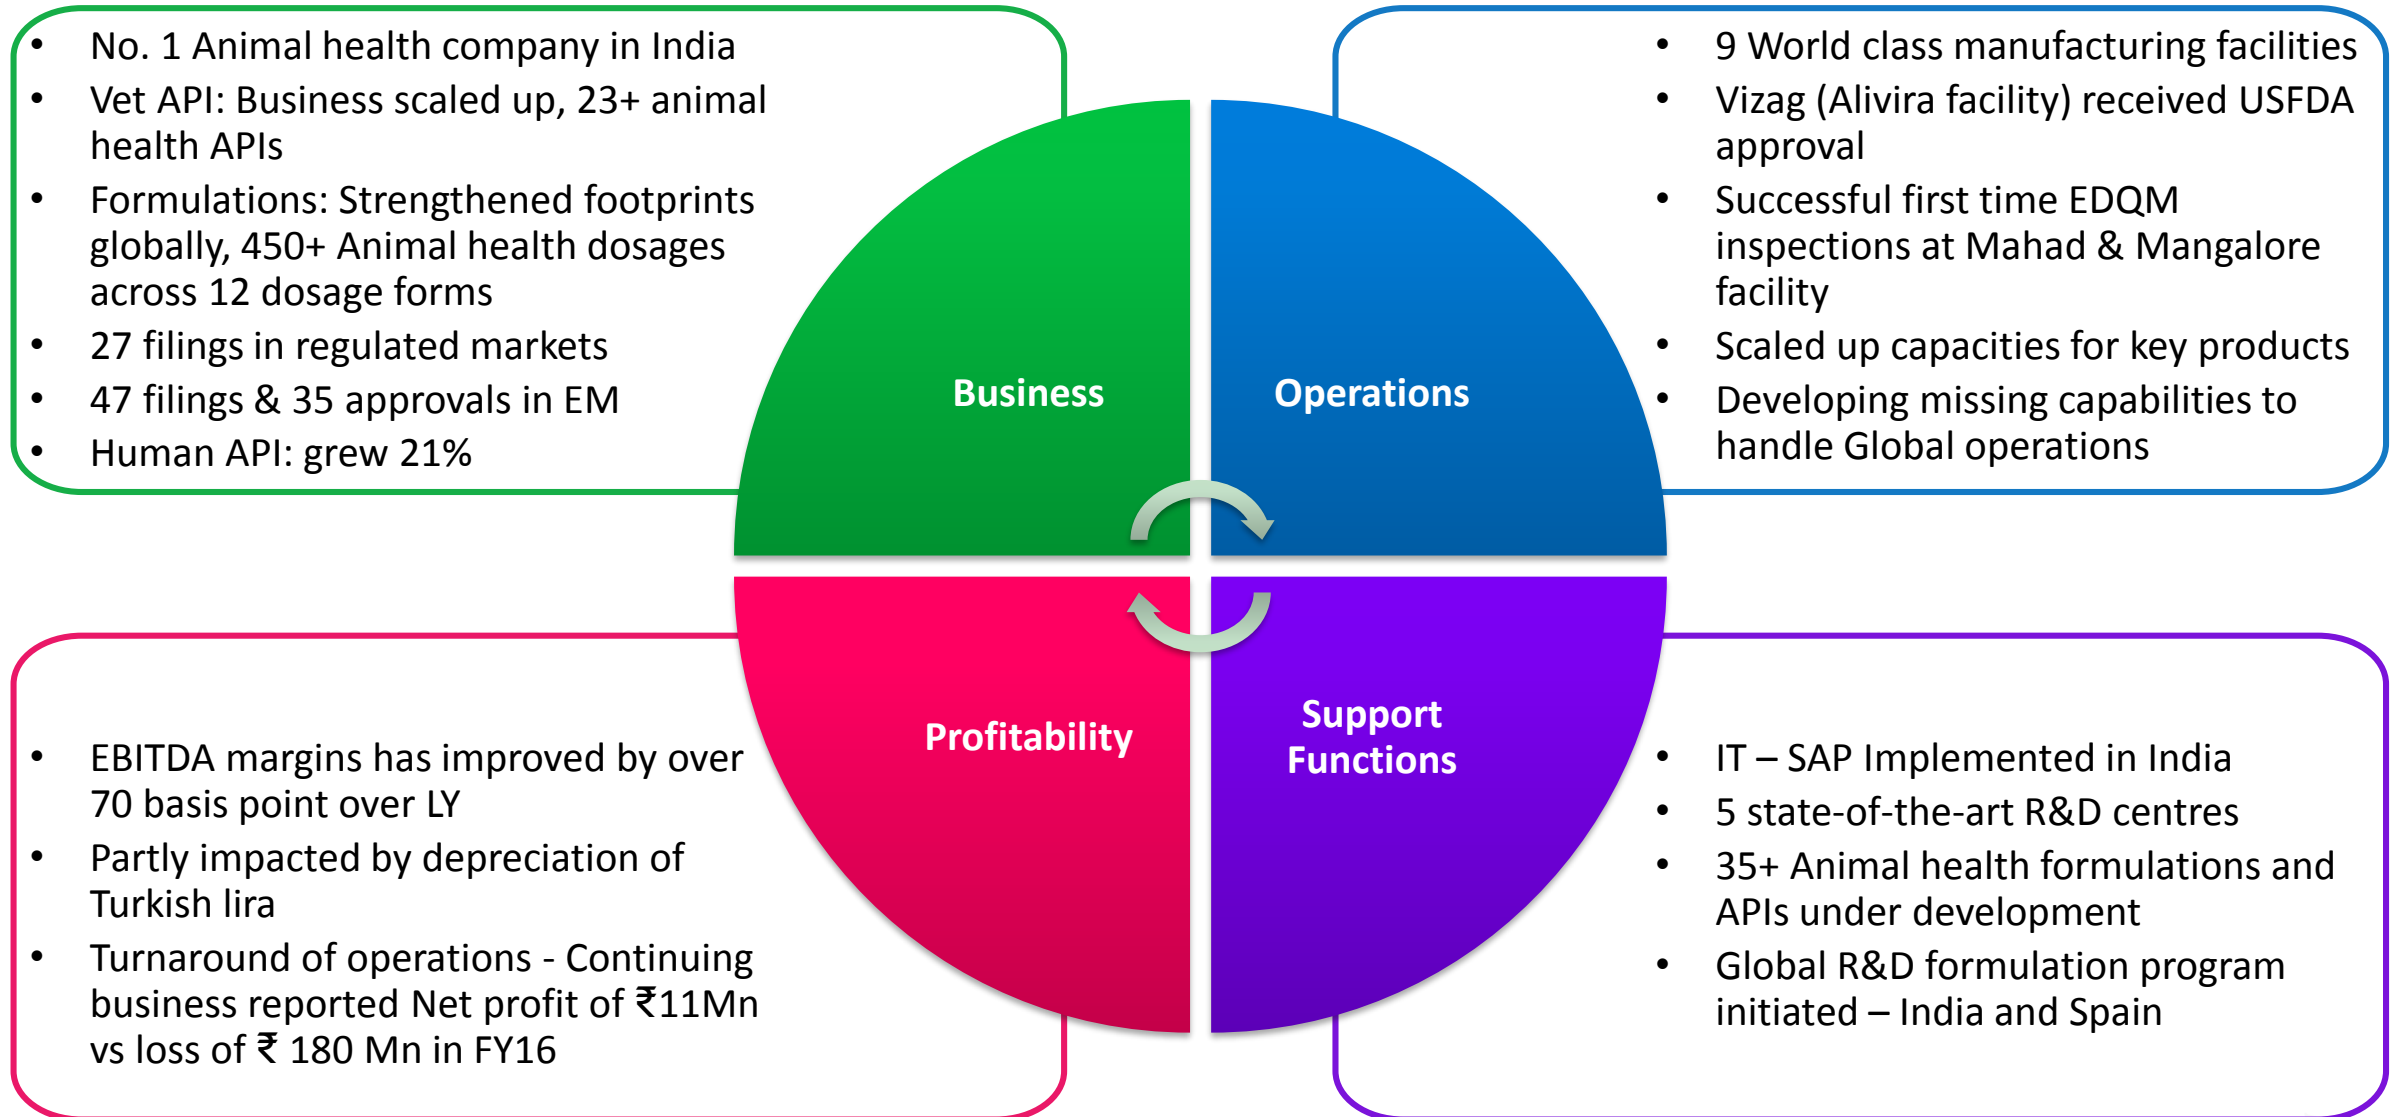 • No. 1 Animal health company in India
• Vet API: Business scaled up, 23+ animal
health APIs
• Formulations: Strengthened footprints
globally, 450+ Animal health dosages
across 12 dosage forms
• 27 filings in regulated markets
• 47 filings & 35 approvals in EM
• Human API: grew 21%
• 9 World class manufacturing facilities
• Vizag (Alivira facility) received USFDA
approval
• Successful first time EDQM
inspections at Mahad & Mangalore
facility
• Scaled up capacities for key products
• Developing missing capabilities to
handle Global operations
Business
Operations
Profitability
Support
Functions
• EBITDA margins has improved by over
70 basis point over LY
• Partly impacted by depreciation of
Turkish lira
• Turnaround of operations - Continuing
business reported Net profit of ₹11Mn
vs loss of ₹ 180 Mn in FY16
• IT – SAP Implemented in India
• 5 state-of-the-art R&D centres
• 35+ Animal health formulations and
APIs under development
• Global R&D formulation program
initiated – India and Spain